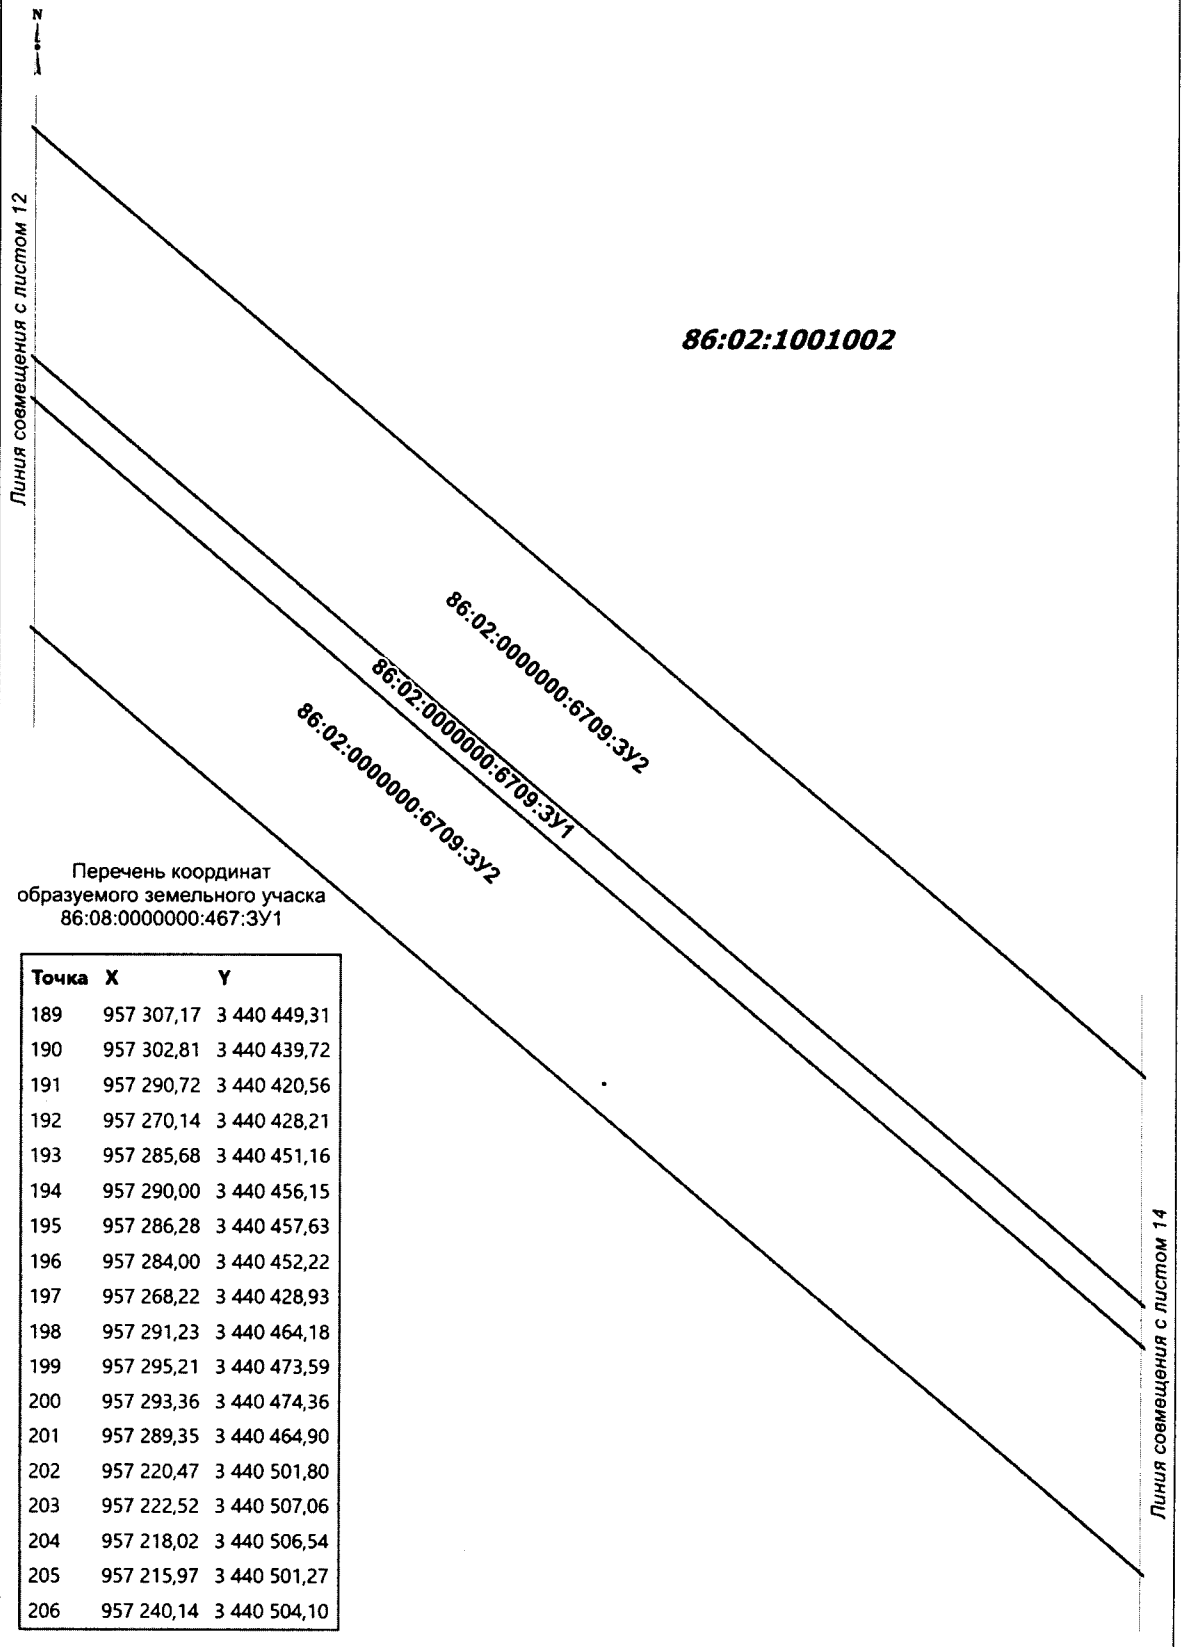 N
Линия совмещения с листом 12
86:02:1001002
86:02:0000000:6709:ЗУ2
86:02:0000000:6709:ЗУ1
86:02:0000000:6709:ЗУ2
Перечень координат
образуемого земельного учаска
86:08:0000000:467:ЗУ1
Точка X Y
189 957 307,17 3 440 449,31
190 957 302,81 3 440 439,72
191 957 290,72 3 440 420,56
192 957 270,14 3 440 428,21
193 957 285,68 3 440 451,16
194 957 290,00 3 440 456,15
195 957 286,28 3 440 457,63
196 957 284,00 3 440 452,22
197 957 268,22 3 440 428,93
198 957 291,23 3 440 464,18
199 957 295,21 3 440 473,59
200 957 293,36 3 440 474,36
201 957 289,35 3 440 464,90
202 957 220,47 3 440 501,80
203 957 222,52 3 440 507,06
204 957 218,02 3 440 506,54
205 957 215,97 3 440 501,27
206 957 240,14 3 440 504,10
Линия совмещения с листом 14